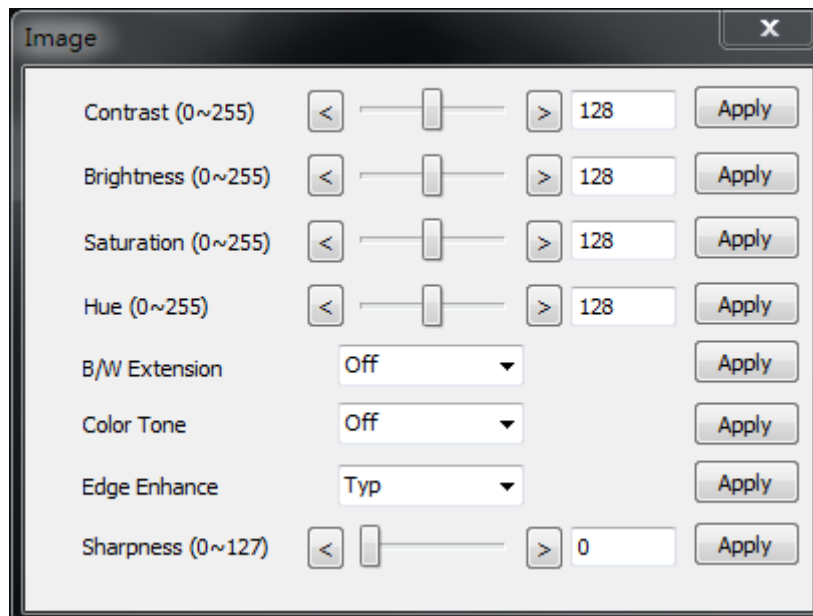 Image
x
Contrast (0~255) < > 128 Apply
Brightness (0~255) < > 128 Apply
Saturation (0~255) < > 128 Apply
Hue (0~255) < > 128 Apply
B/W Extension Off Apply
Color Tone Off Apply
Edge Enhance Typ Apply
Sharpness (0~127) < > 0 Apply